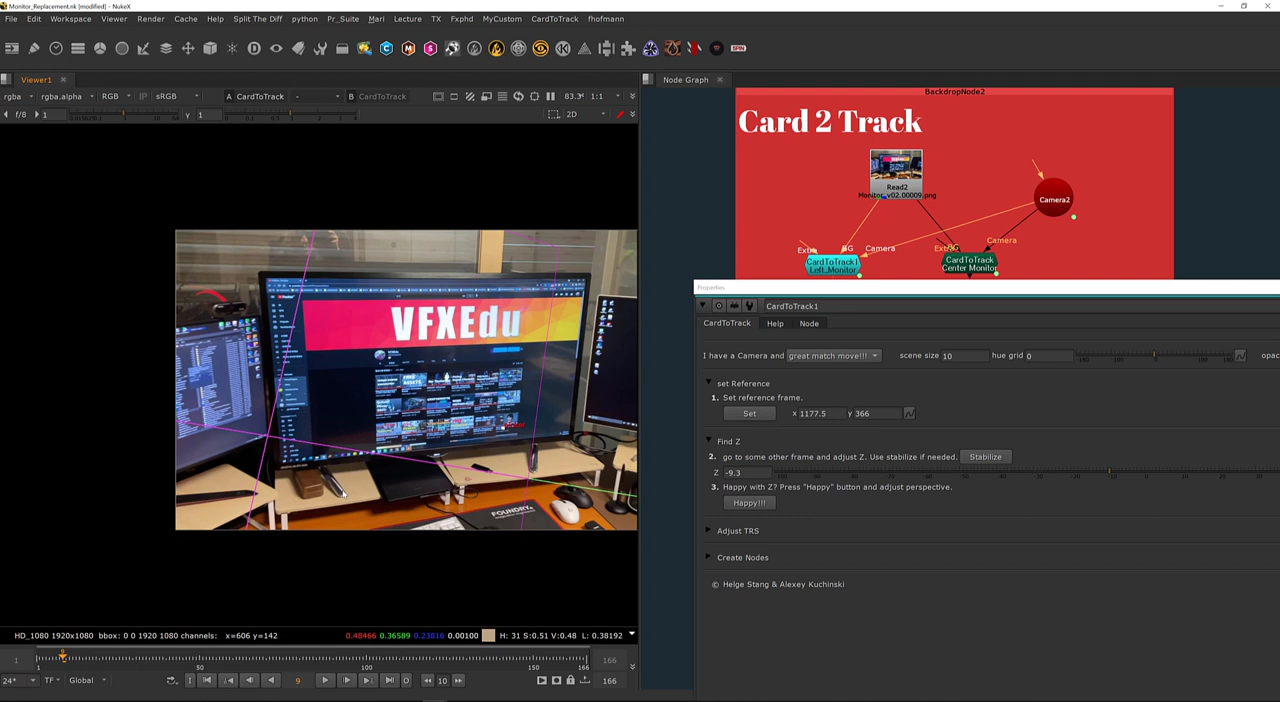 Monitor_Replacement.nk [modified] - NukeX
File Edit Workspace Viewer Render Cache Help Split The Diff python Pr_Suite Mari Lecture TX Fxphd MyCustom CardToTrack fhofmann
Viewer1
Node Graph
rgba rgba.alpha RGB IP sRGB A CardToTrack - B CardToTrack 83.3% 1:1
f/8 1 y 1 2D
BackdropNode2
Card 2 Track
Read2
Monitor_v02.00009.png
Camera2
Camera
Extra BG Camera
CardToTrack1
Left_Monitor
CardToTrack
Center Monitor
VFXEdu
FOUNDRY
Properties
CardToTrack1
CardToTrack Help Node
I have a Camera and great match move!!! scene size 10 hue grid 0 opac
set Reference
1. Set reference frame.
Set x 1177.5 y 366
Find Z
2. go to some other frame and adjust Z. Use stabilize if needed. Stabilize
Z -9.3
3. Happy with Z? Press "Happy" button and adjust perspective.
Happy!!!
Adjust TRS
Create Nodes
© Helge Stang & Alexey Kuchinski
HD_1080 1920x1080 bbox: 0 0 1920 1080 channels: x=606 y=142 0.48466 0.36589 0.23816 0.00100 H: 31 S:0.51 V:0.48 L: 0.38192
1 9 166
1 50 100 150 166
24* TF Global 9 10 166
SPIN